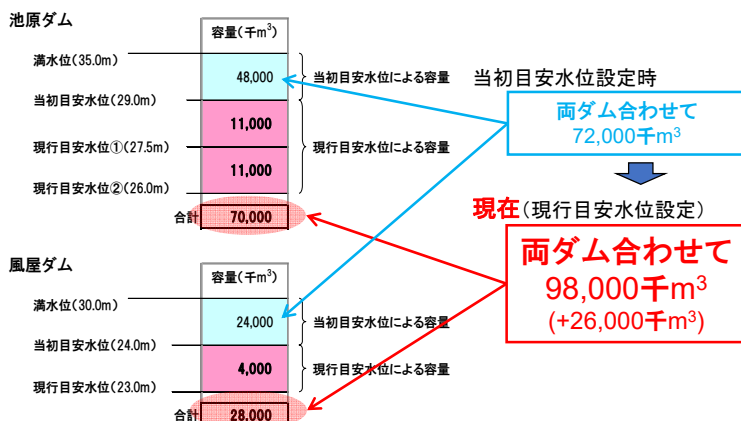 池原ダム
容量(千m³)
満水位(35.0m)
48,000
当初目安水位による容量
当初目安水位(29.0m)
11,000
現行目安水位①(27.5m)
現行目安水位による容量
11,000
現行目安水位②(26.0m)
合計
70,000
風屋ダム
容量(千m³)
満水位(30.0m)
24,000
当初目安水位による容量
当初目安水位(24.0m)
4,000
現行目安水位による容量
現行目安水位(23.0m)
合計
28,000
当初目安水位設定時
両ダム合わせて
72,000千m³
現在(現行目安水位設定)
両ダム合わせて
98,000千m³
(+26,000千m³)